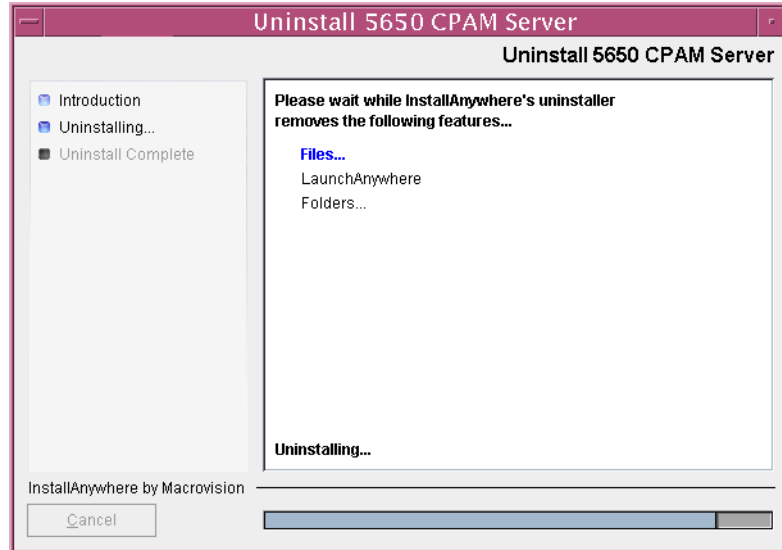 Uninstall 5650 CPAM Server
Uninstall 5650 CPAM Server
Introduction
Uninstalling...
Uninstall Complete
Please wait while InstallAnywhere's uninstaller
removes the following features...
Files...
LaunchAnywhere
Folders...
Uninstalling...
InstallAnywhere by Macrovision
Cancel